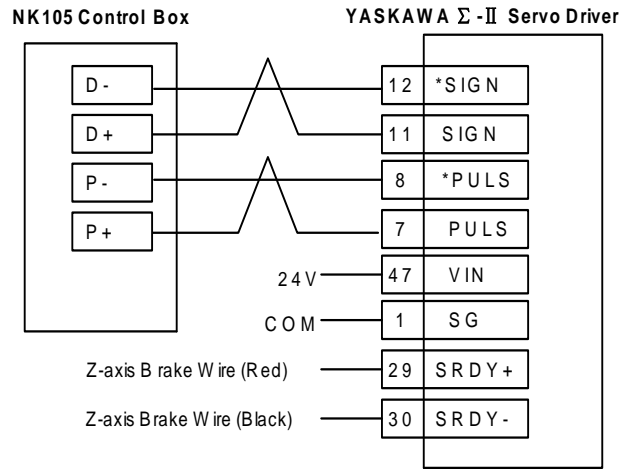 NK105 Control Box
YASKAWA Σ-Ⅱ Servo Driver
D-
12 *SIGN
D+
11 SIGN
P-
8 *PULS
P+
7 PULS
24V 47 VIN
COM 1 SG
Z-axis Brake Wire (Red) 29 SRDY+
Z-axis Brake Wire (Black) 30 SRDY-